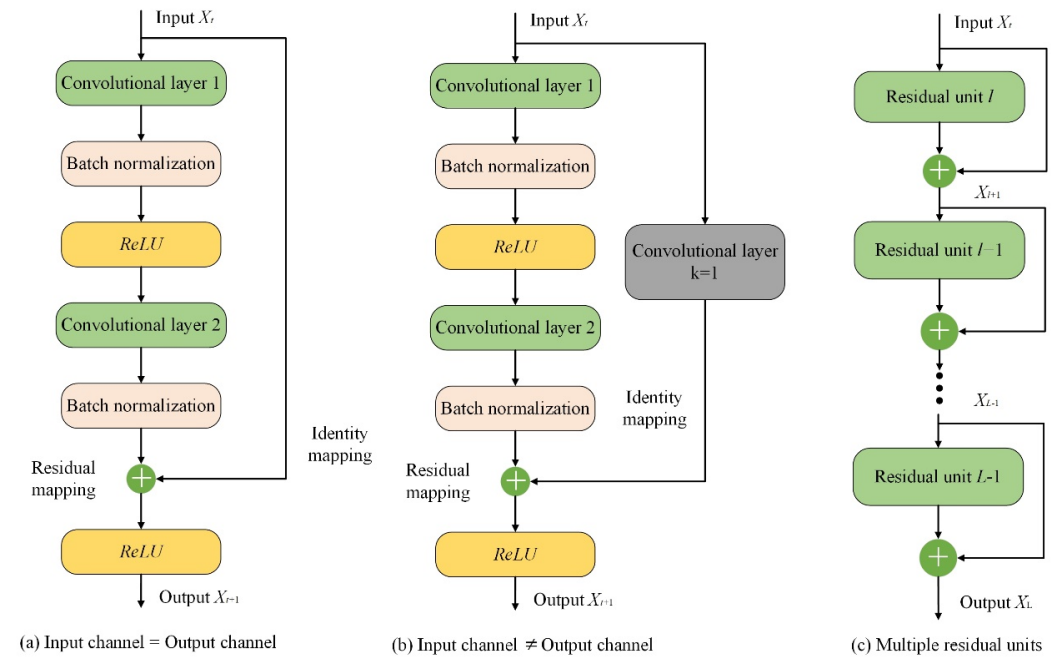 Input Xₜ
Convolutional layer 1
Batch normalization
ReLU
Convolutional layer 2
Batch normalization
Residual
mapping
Identity
mapping
ReLU
Output Xₜ₊₁
(a) Input channel = Output channel
Input Xₜ
Convolutional layer 1
Batch normalization
ReLU
Convolutional layer
k=1
Convolutional layer 2
Batch normalization
Identity
mapping
Residual
mapping
ReLU
Output Xₜ₊₁
(b) Input channel ≠ Output channel
Input Xₜ
Residual unit l
Xₗ₊₁
Residual unit l−1
X_{L-1}
Residual unit L-1
Output X_L
(c) Multiple residual units